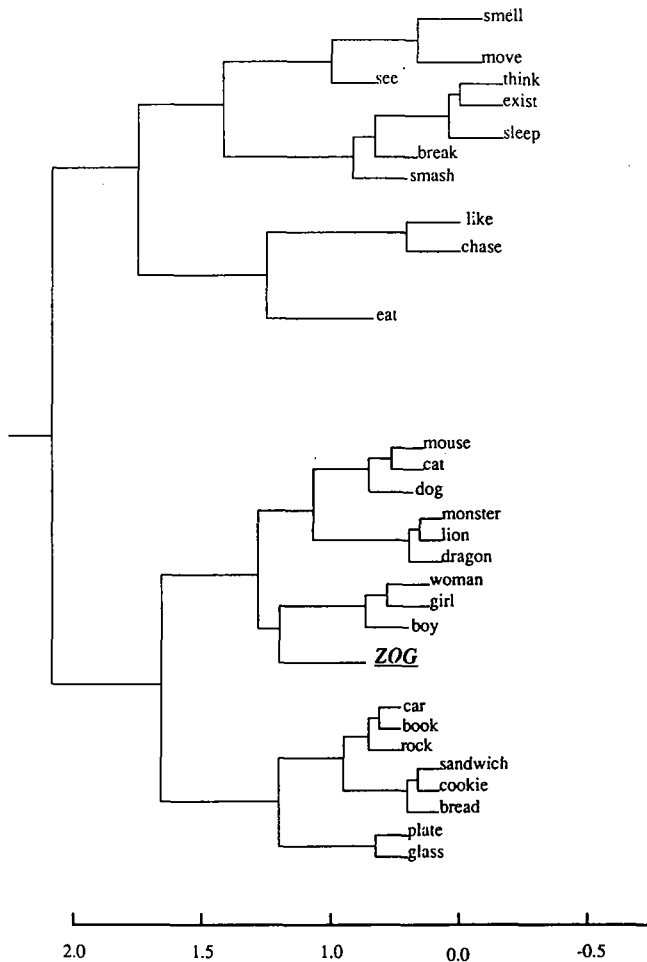 smell
move
see
think
exist
sleep
break
smash
like
chase
eat
mouse
cat
dog
monster
lion
dragon
woman
girl
boy
ZOG
car
book
rock
sandwich
cookie
bread
plate
glass
2.0 1.5 1.0 0.0 -0.5